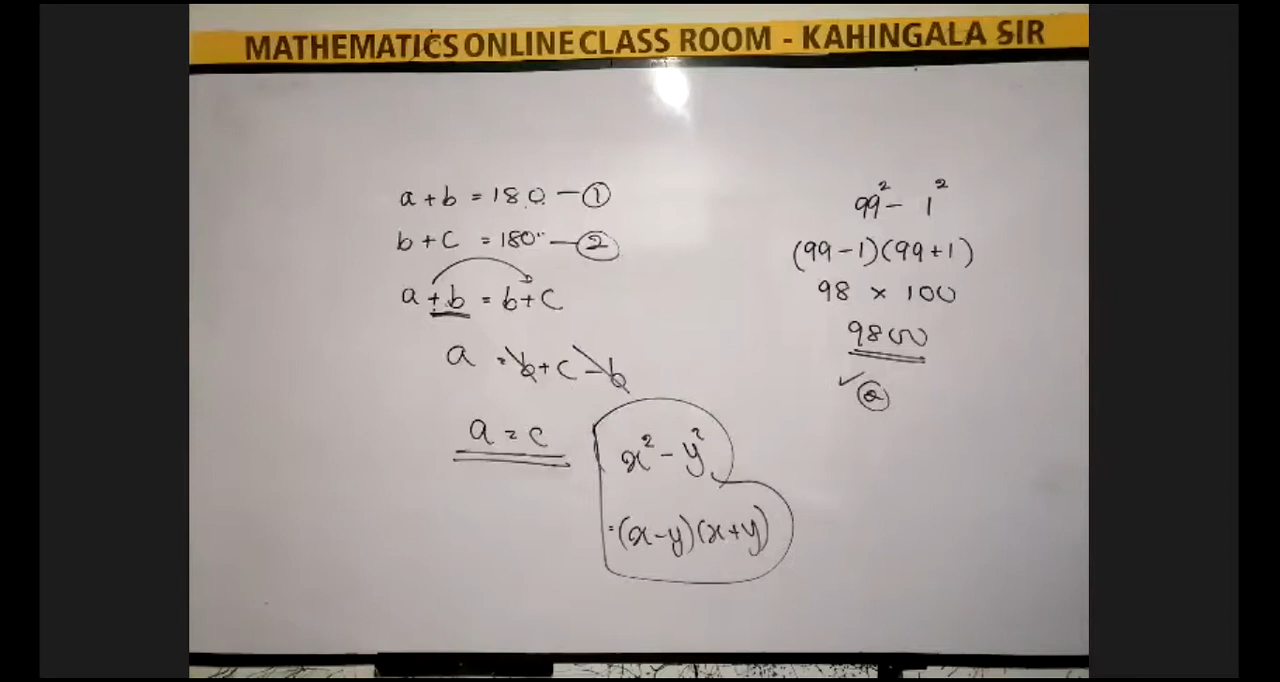 MATHEMATICS ONLINE CLASS ROOM - KAHINGALA SIR
a + b = 180 — ①
b + c = 180° — ②
a + b = b + c
a = b + c - b
a = c
x² - y²
= (x-y)(x+y)
99² - 1²
(99-1)(99+1)
98 × 100
9800
✓ ⓐ